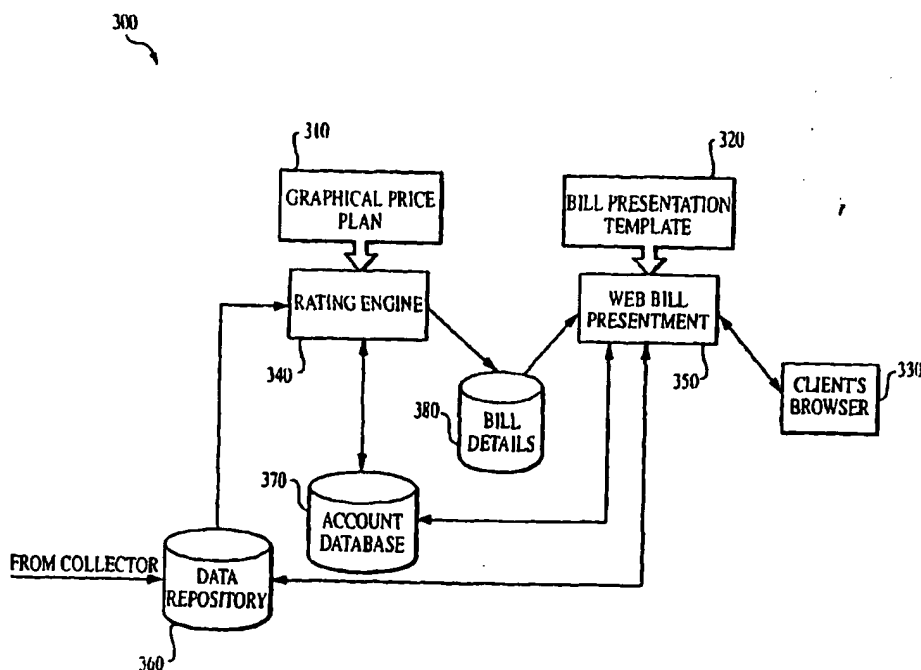 300
310
320
GRAPHICAL PRICE
PLAN
BILL PRESENTATION
TEMPLATE
RATING ENGINE
WEB BILL
PRESENTMENT
340
350
330
CLIENT'S
BROWSER
380
BILL
DETAILS
370
ACCOUNT
DATABASE
FROM COLLECTOR
DATA
REPOSITORY
360